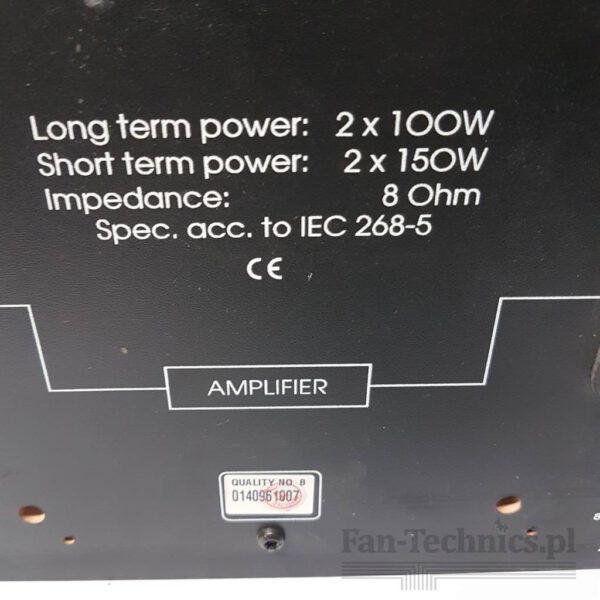 Long term power: 2 x 100W
Short term power: 2 x 150W
Impedance: 8 Ohm
Spec. acc. to IEC 268-5
CE
AMPLIFIER
QUALITY NO. 8
0140961007
8
Fan-Technics.pl